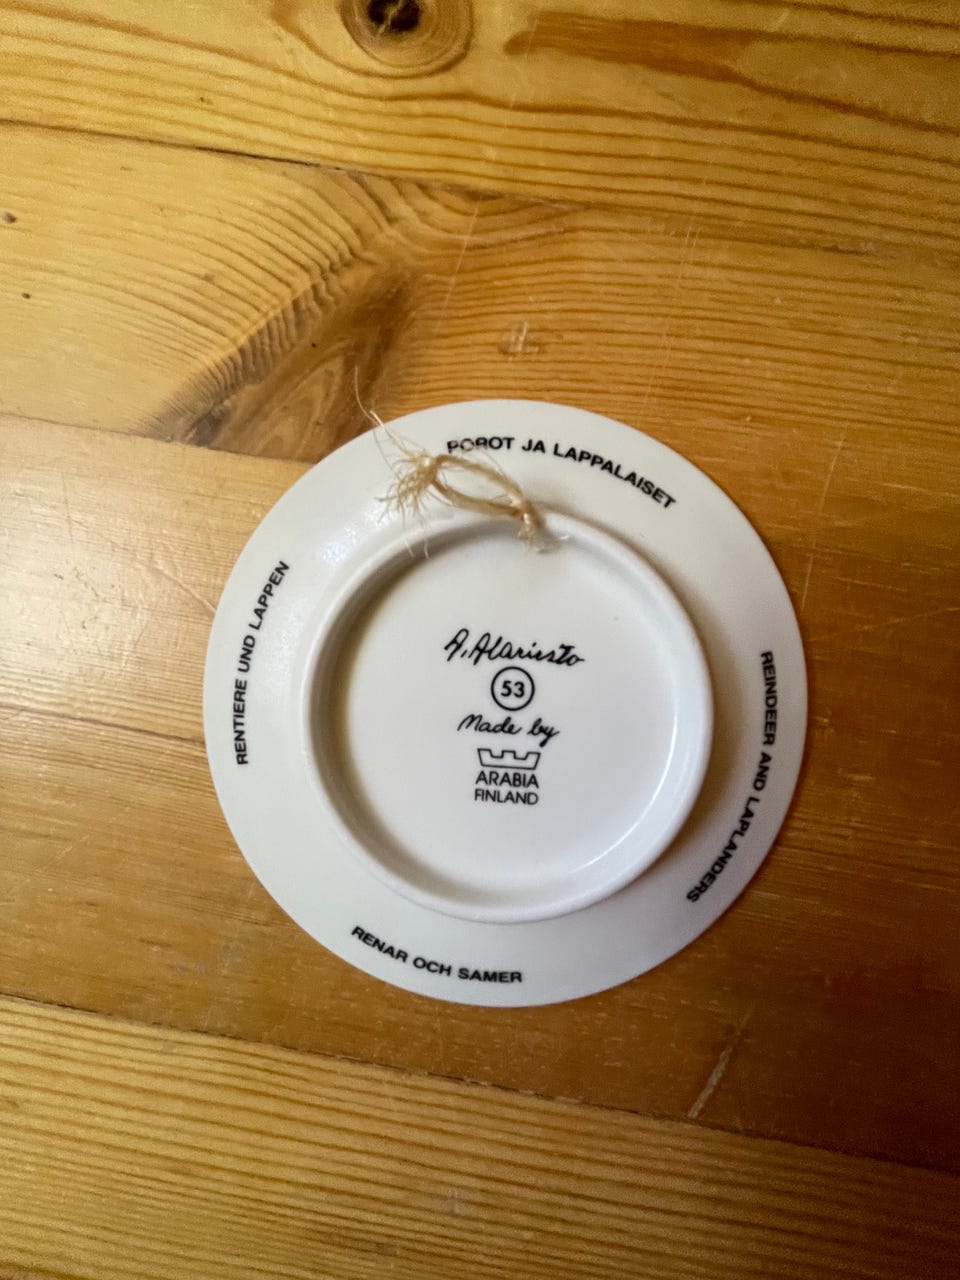 POROT JA LAPPALAISET
REINDEER AND LAPLANDERS
RENAR OCH SAMER
RENTIERE UND LAPPEN
A. Alariesto
53
Made by
ARABIA
FINLAND